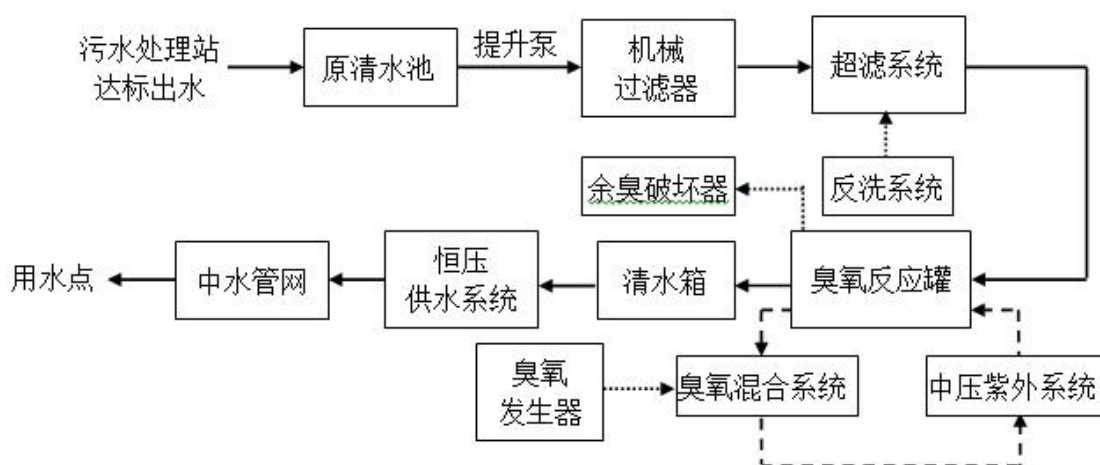 污水处理站
达标出水
原清水池
提升泵
机械
过滤器
超滤系统
余臭破坏器
反洗系统
用水点
中水管网
恒压
供水系统
清水箱
臭氧反应罐
臭氧
发生器
臭氧混合系统
中压紫外系统